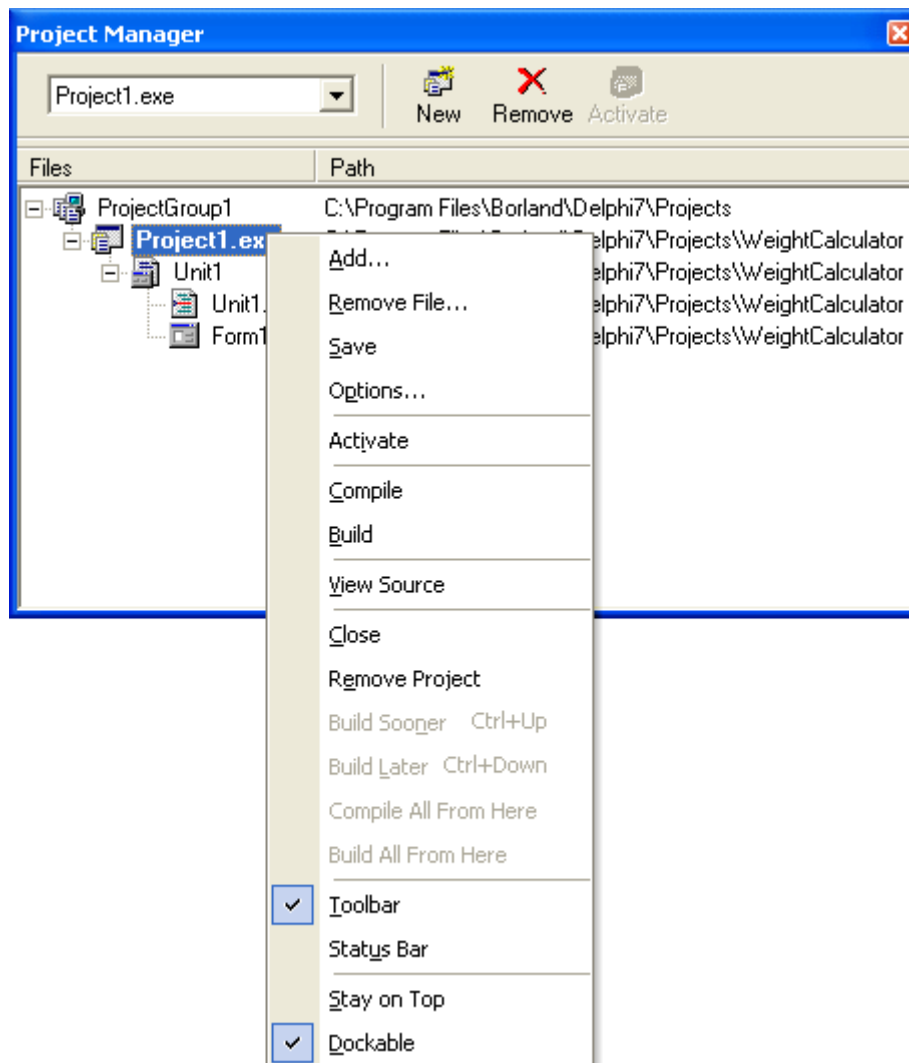 Project Manager
Project1.exe
New Remove Activate
Files Path
ProjectGroup1 C:\Program Files\Borland\Delphi7\Projects
Project1.ex elphi7\Projects\WeightCalculator
Unit1 elphi7\Projects\WeightCalculator
Unit1. elphi7\Projects\WeightCalculator
Form1 elphi7\Projects\WeightCalculator
Add...
Remove File...
Save
Options...
Activate
Compile
Build
View Source
Close
Remove Project
Build Sooner Ctrl+Up
Build Later Ctrl+Down
Compile All From Here
Build All From Here
Toolbar
Status Bar
Stay on Top
Dockable